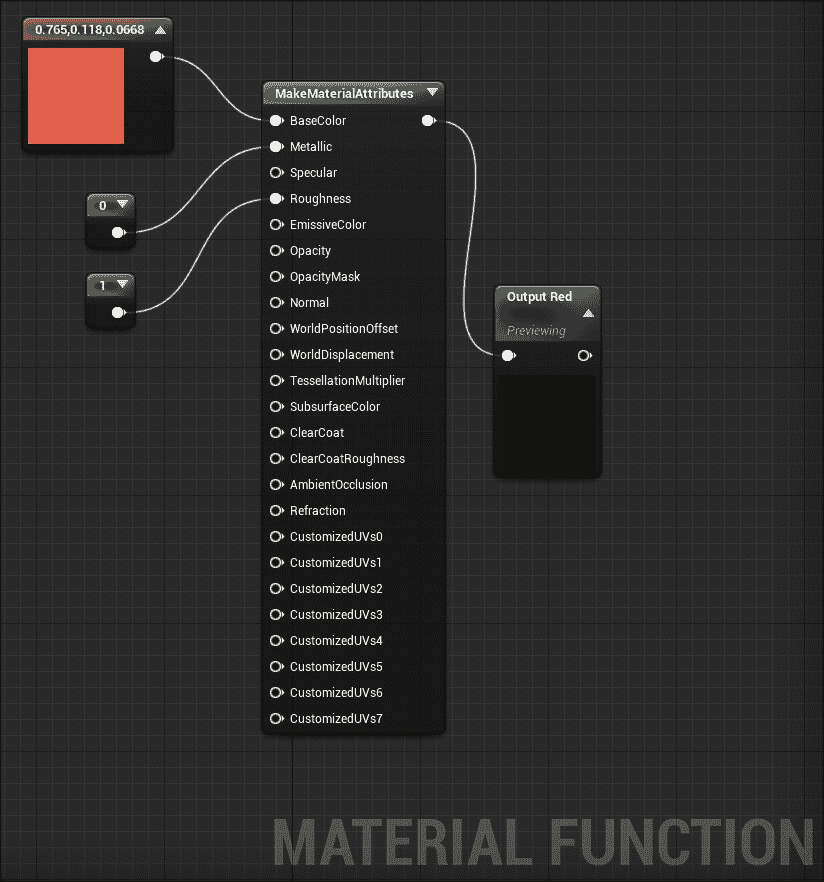 0.765,0.118,0.0668
MakeMaterialAttributes
BaseColor
Metallic
Specular
0
Roughness
EmissiveColor
Opacity
OpacityMask
1
Normal
Output Red
WorldPositionOffset
Previewing
WorldDisplacement
TessellationMultiplier
SubsurfaceColor
ClearCoat
ClearCoatRoughness
AmbientOcclusion
Refraction
CustomizedUVs0
CustomizedUVs1
CustomizedUVs2
CustomizedUVs3
CustomizedUVs4
CustomizedUVs5
CustomizedUVs6
CustomizedUVs7
MATERIAL FUNCTION